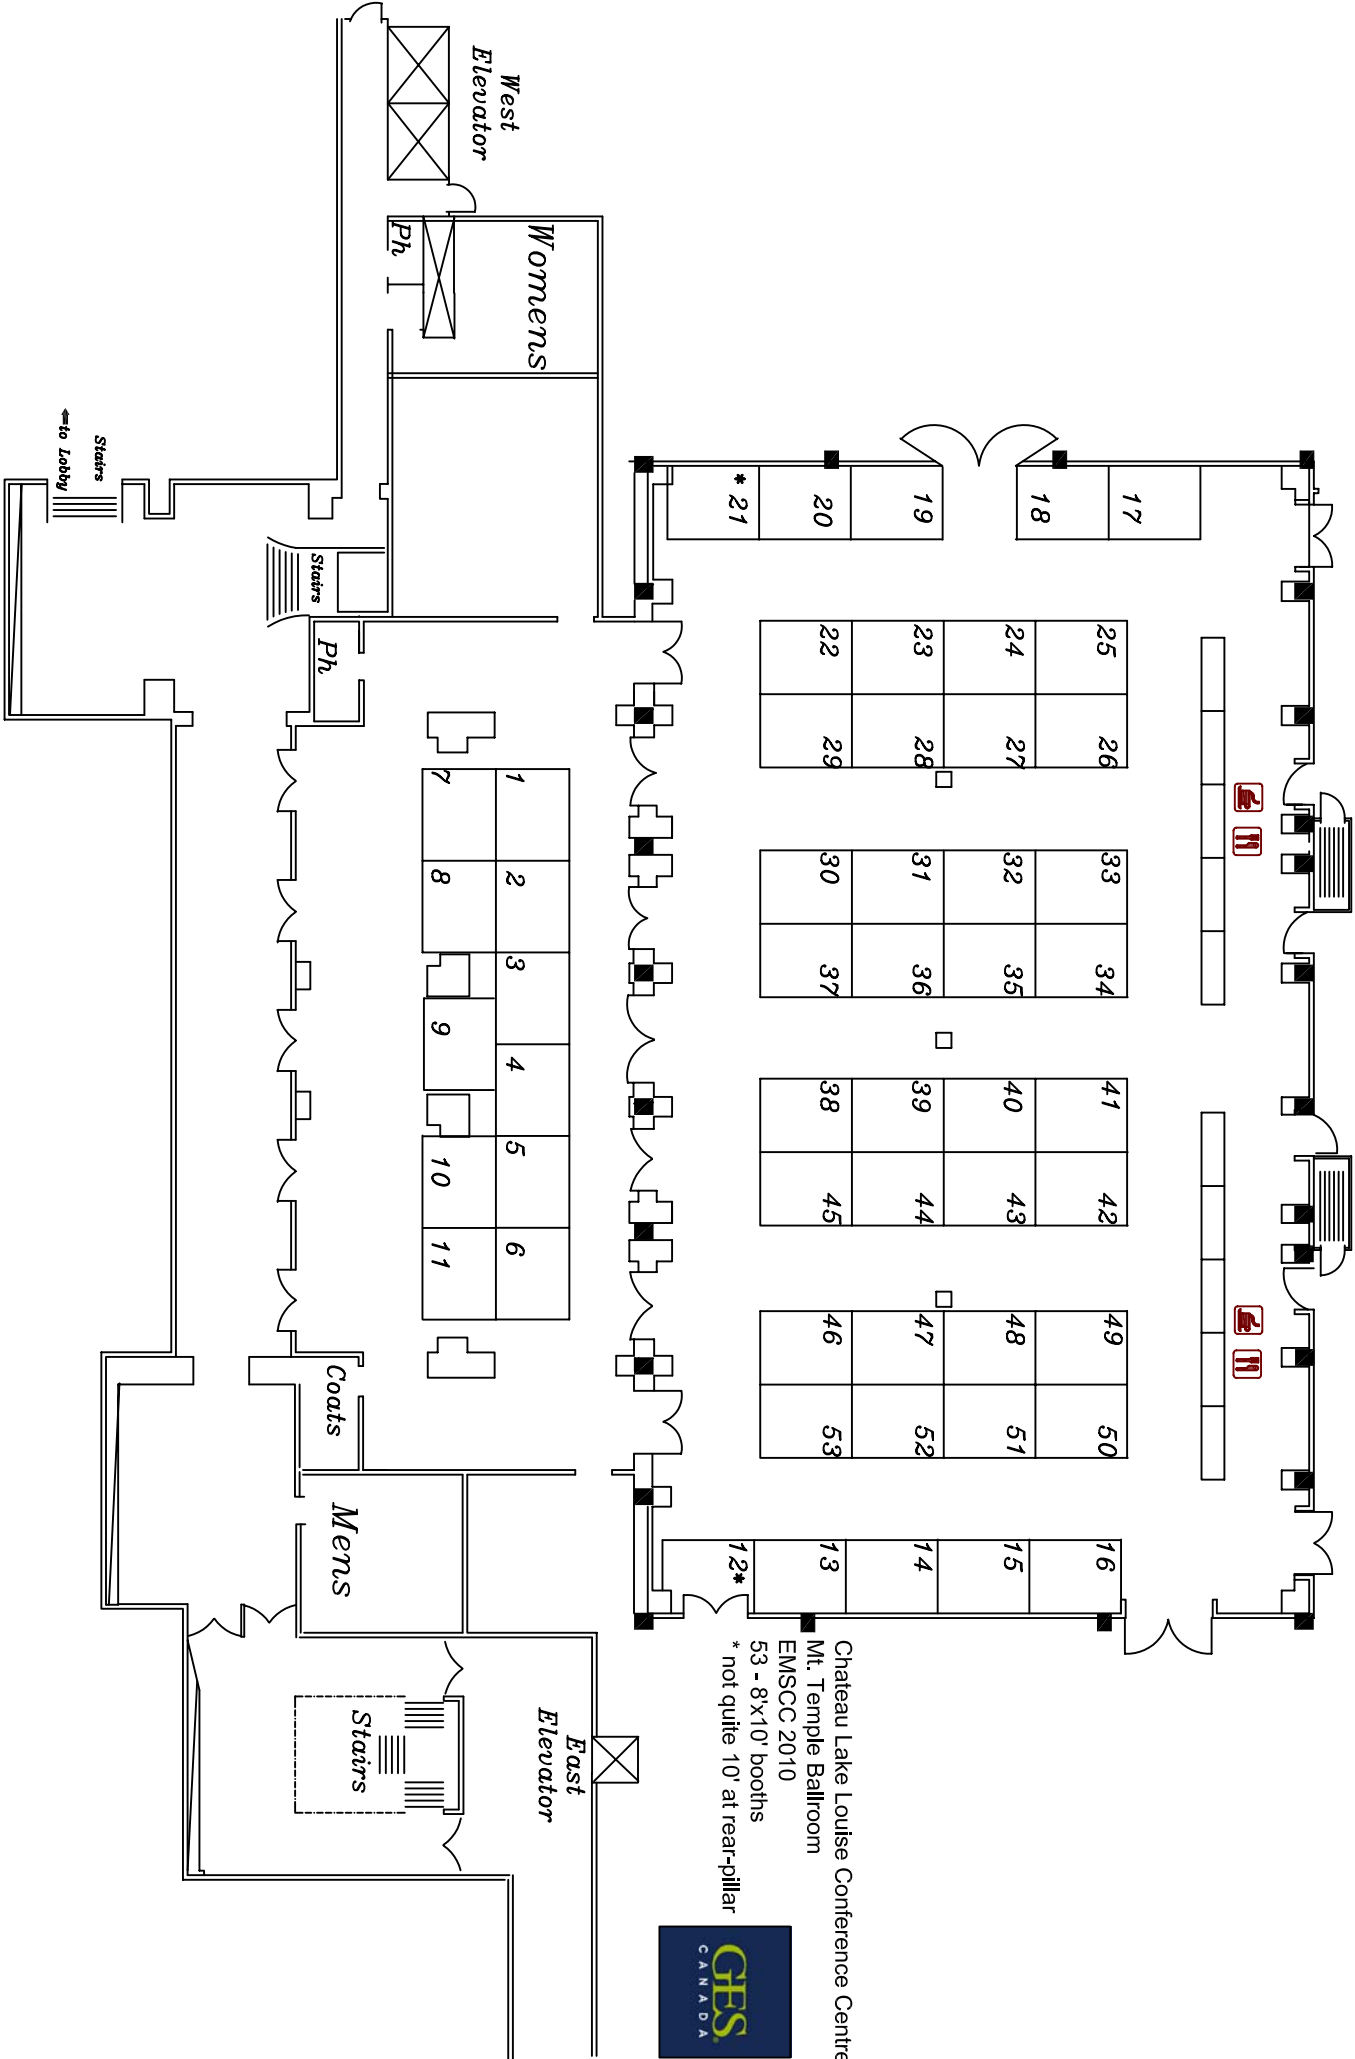 17 25 26 33 34 41 42 49 50 16
18 24 27 32 35 40 43 48 51 15
19 23 28 31 36 39 44 47 52 14
20 22 29 30 37 38 45 46 53 13
* 21 12*
Chateau Lake Louise Conference Centre
Mt. Temple Ballroom
EMSCC 2010
53 - 8'x10' booths
* not quite 10' at rear-pillar
GES
CANADA
West
Elevator
Womens
Ph
1 2 3 4 5 6
7 8 9 10 11
East
Elevator
Stairs
Ph
Coats
Mens
Stairs
Stairs
←to Lobby